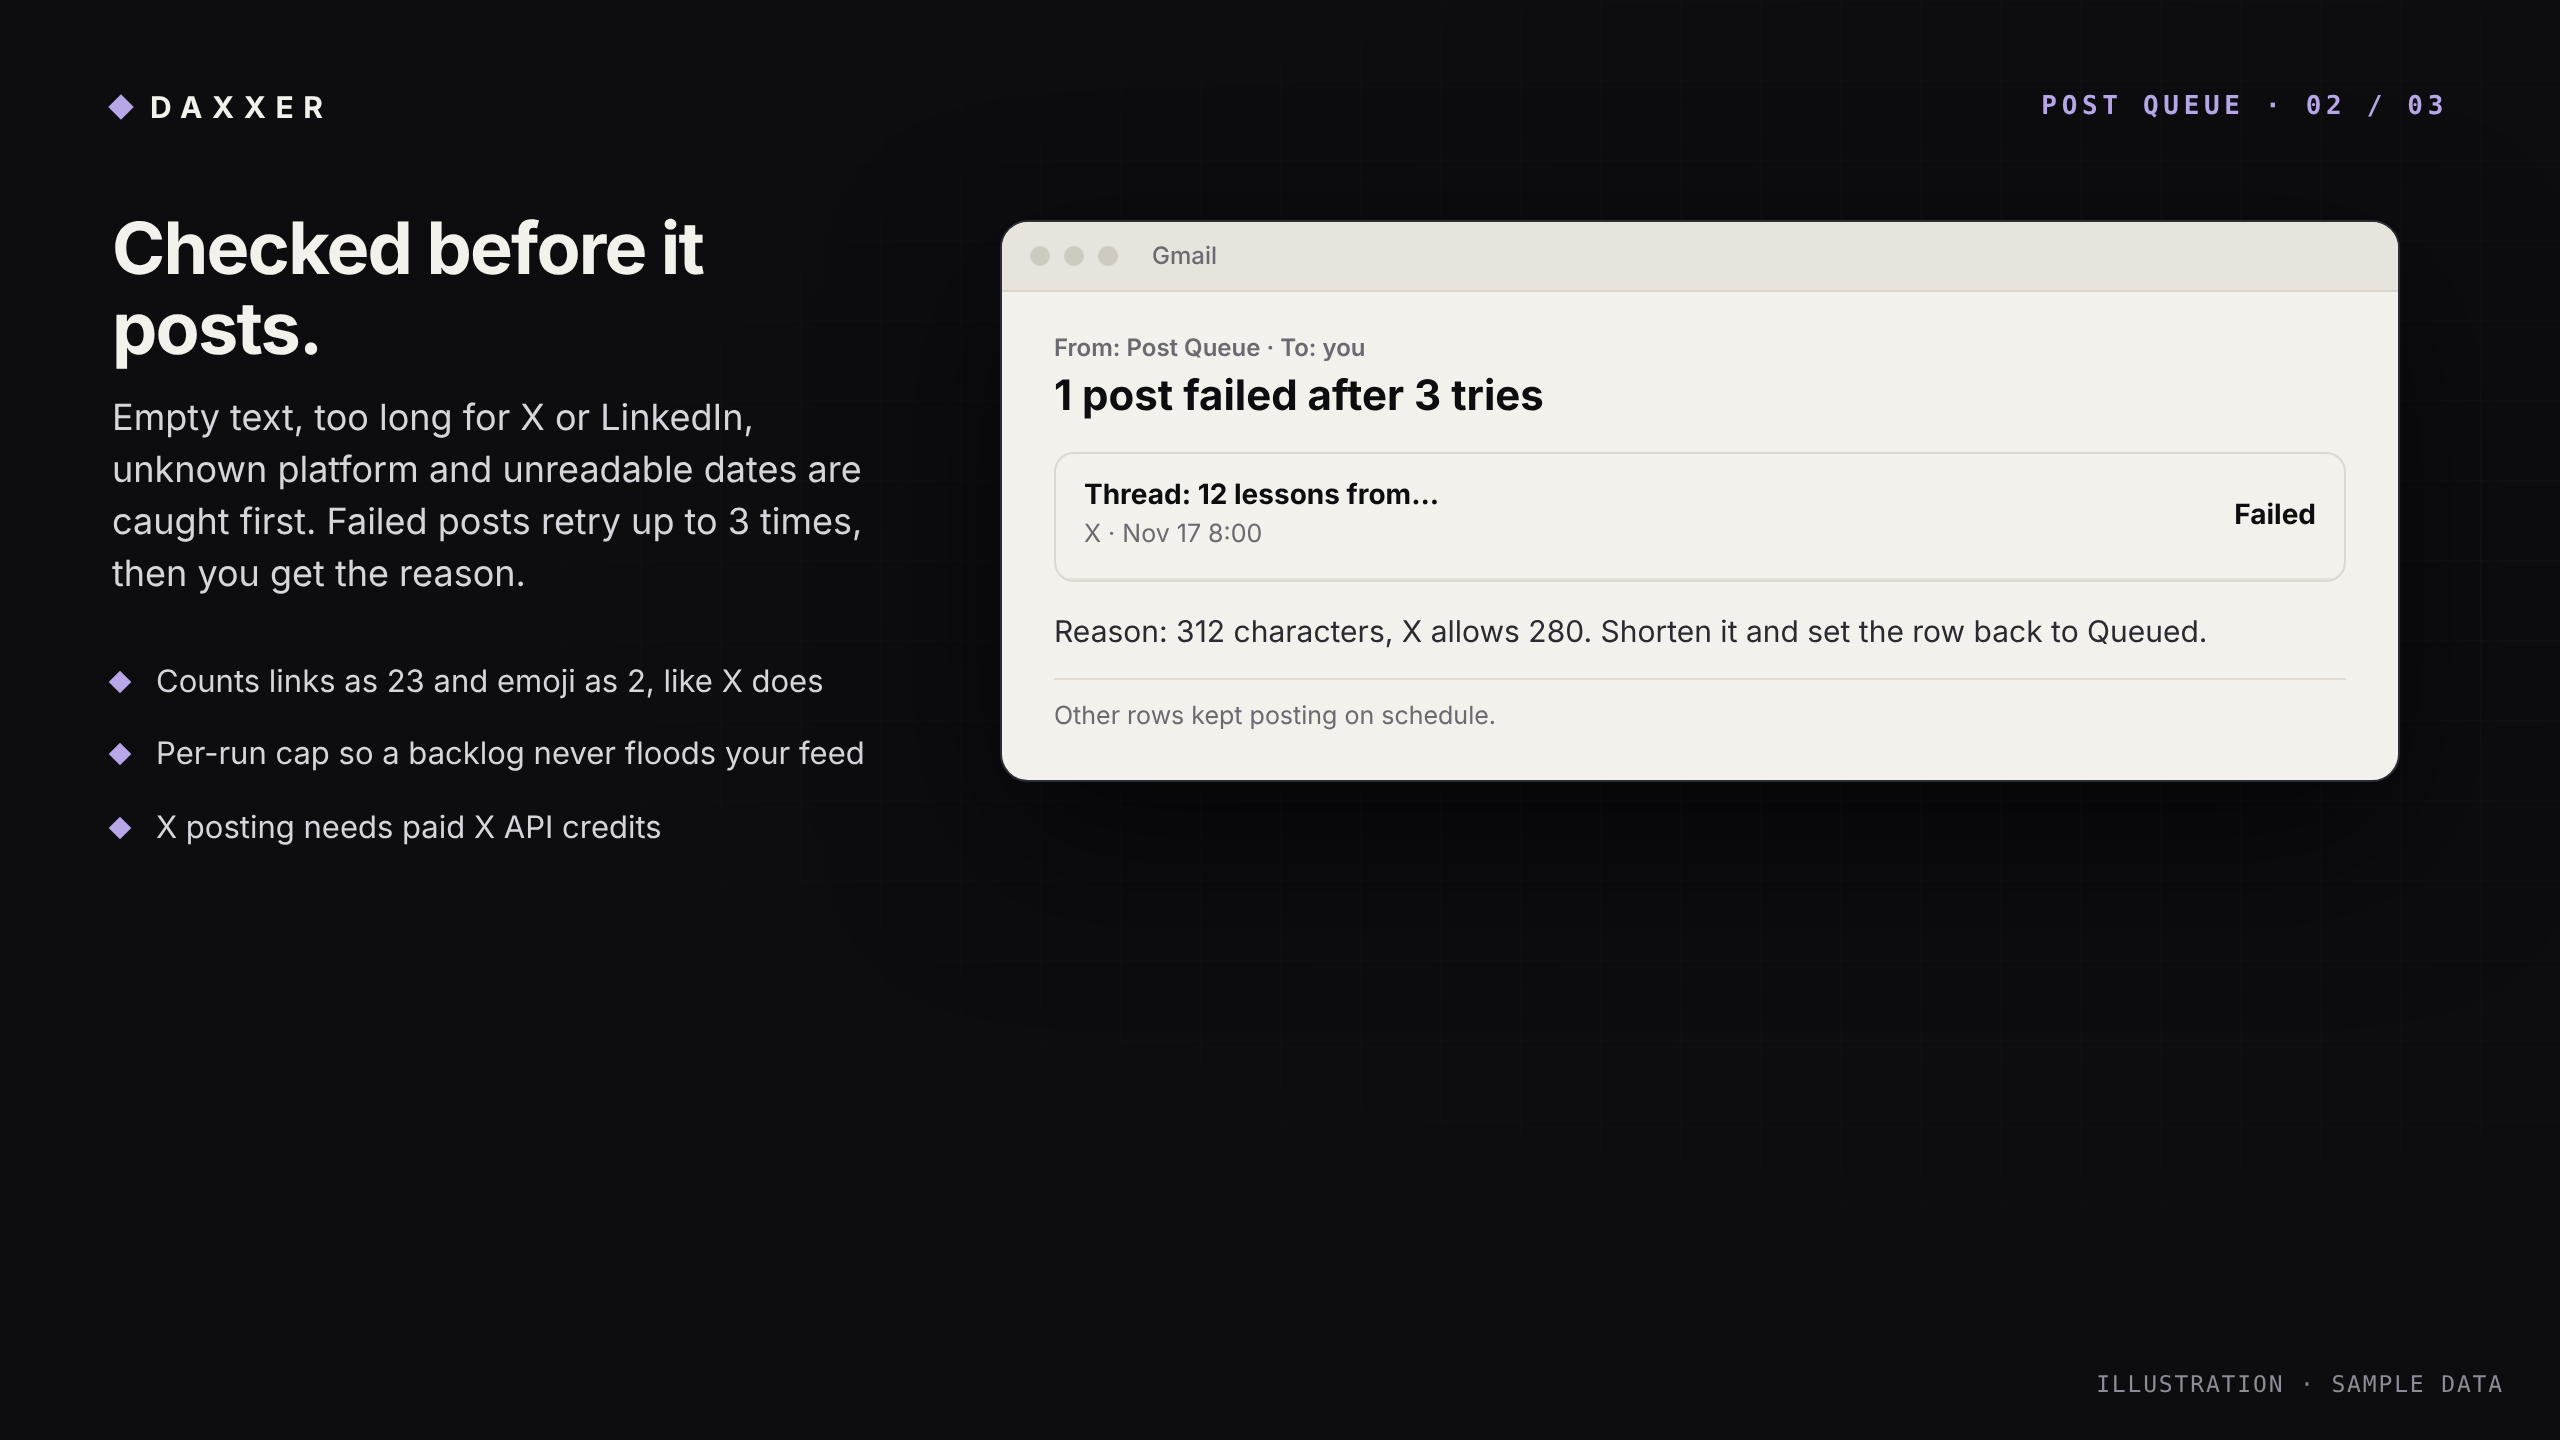 DAXXER
POST QUEUE · 02 / 03
Checked before it
posts.
Empty text, too long for X or LinkedIn,
unknown platform and unreadable dates are
caught first. Failed posts retry up to 3 times,
then you get the reason.
Counts links as 23 and emoji as 2, like X does
Per-run cap so a backlog never floods your feed
X posting needs paid X API credits
Gmail
From: Post Queue · To: you
1 post failed after 3 tries
Thread: 12 lessons from...
X · Nov 17 8:00
Failed
Reason: 312 characters, X allows 280. Shorten it and set the row back to Queued.
Other rows kept posting on schedule.
ILLUSTRATION · SAMPLE DATA